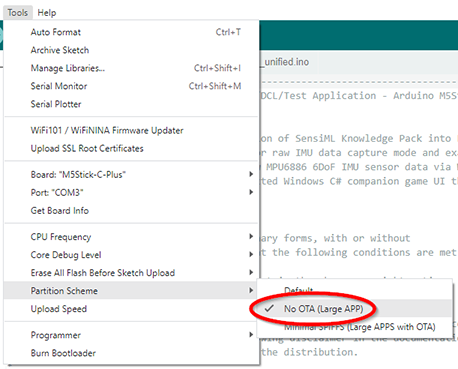 Tools Help
Auto Format Ctrl+T
Archive Sketch
Manage Libraries... Ctrl+Shift+I
Serial Monitor Ctrl+Shift+M
Serial Plotter
WiFi101 / WiFiNINA Firmware Updater
Upload SSL Root Certificates
Board: "M5Stick-C-Plus"
Port: "COM3"
Get Board Info
CPU Frequency
Core Debug Level
Erase All Flash Before Sketch Upload
Partition Scheme
Upload Speed
Programmer
Burn Bootloader
Default
No OTA (Large APP)
Minimal SPIFFS (Large APPS with OTA)
_unified.ino
DCL/Test Application - Arduino M5S
on of SensiML Knowledge Pack into
r raw IMU data capture mode and ex
MPU6886 6DoF IMU sensor data via
ted Windows C# companion game UI t
ary forms, with or without
t the following conditions are met
the distribution.